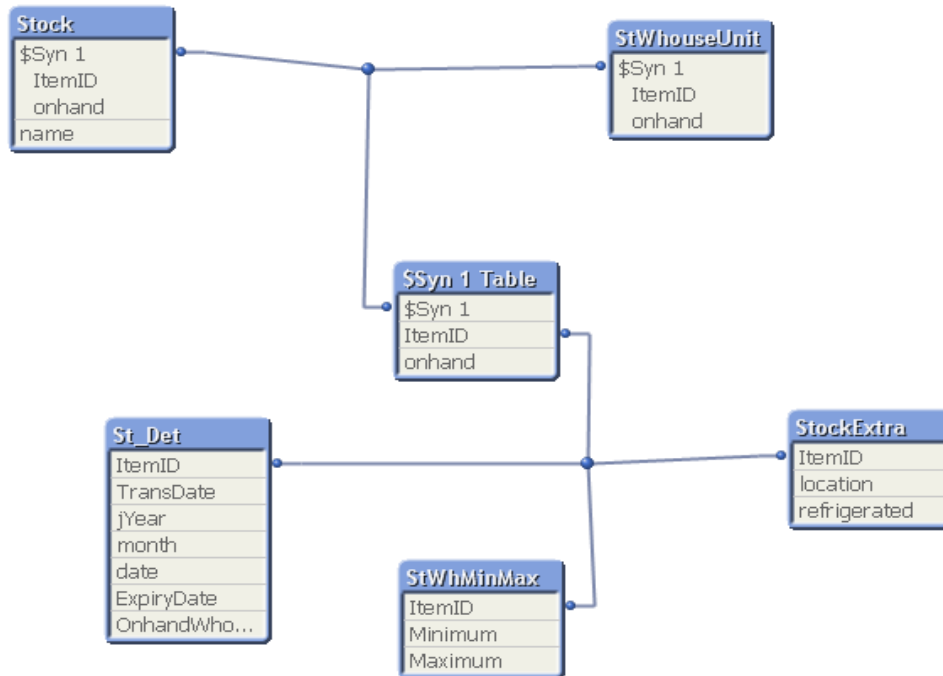 Stock
$Syn 1
ItemID
onhand
name
StWhouseUnit
$Syn 1
ItemID
onhand
$Syn 1 Table
$Syn 1
ItemID
onhand
St_Det
ItemID
TransDate
jYear
month
date
ExpiryDate
OnhandWho...
StockExtra
ItemID
location
refrigerated
StWhMinMax
ItemID
Minimum
Maximum